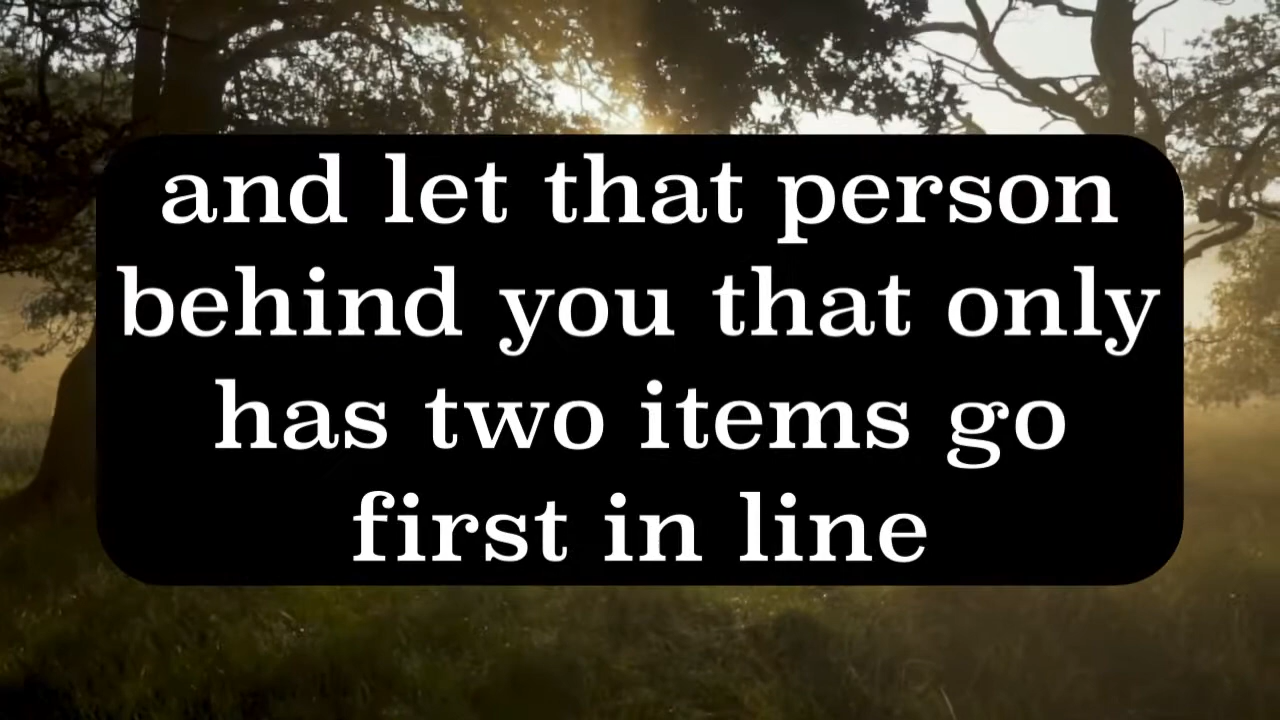 and let that person
behind you that only
has two items go
first in line